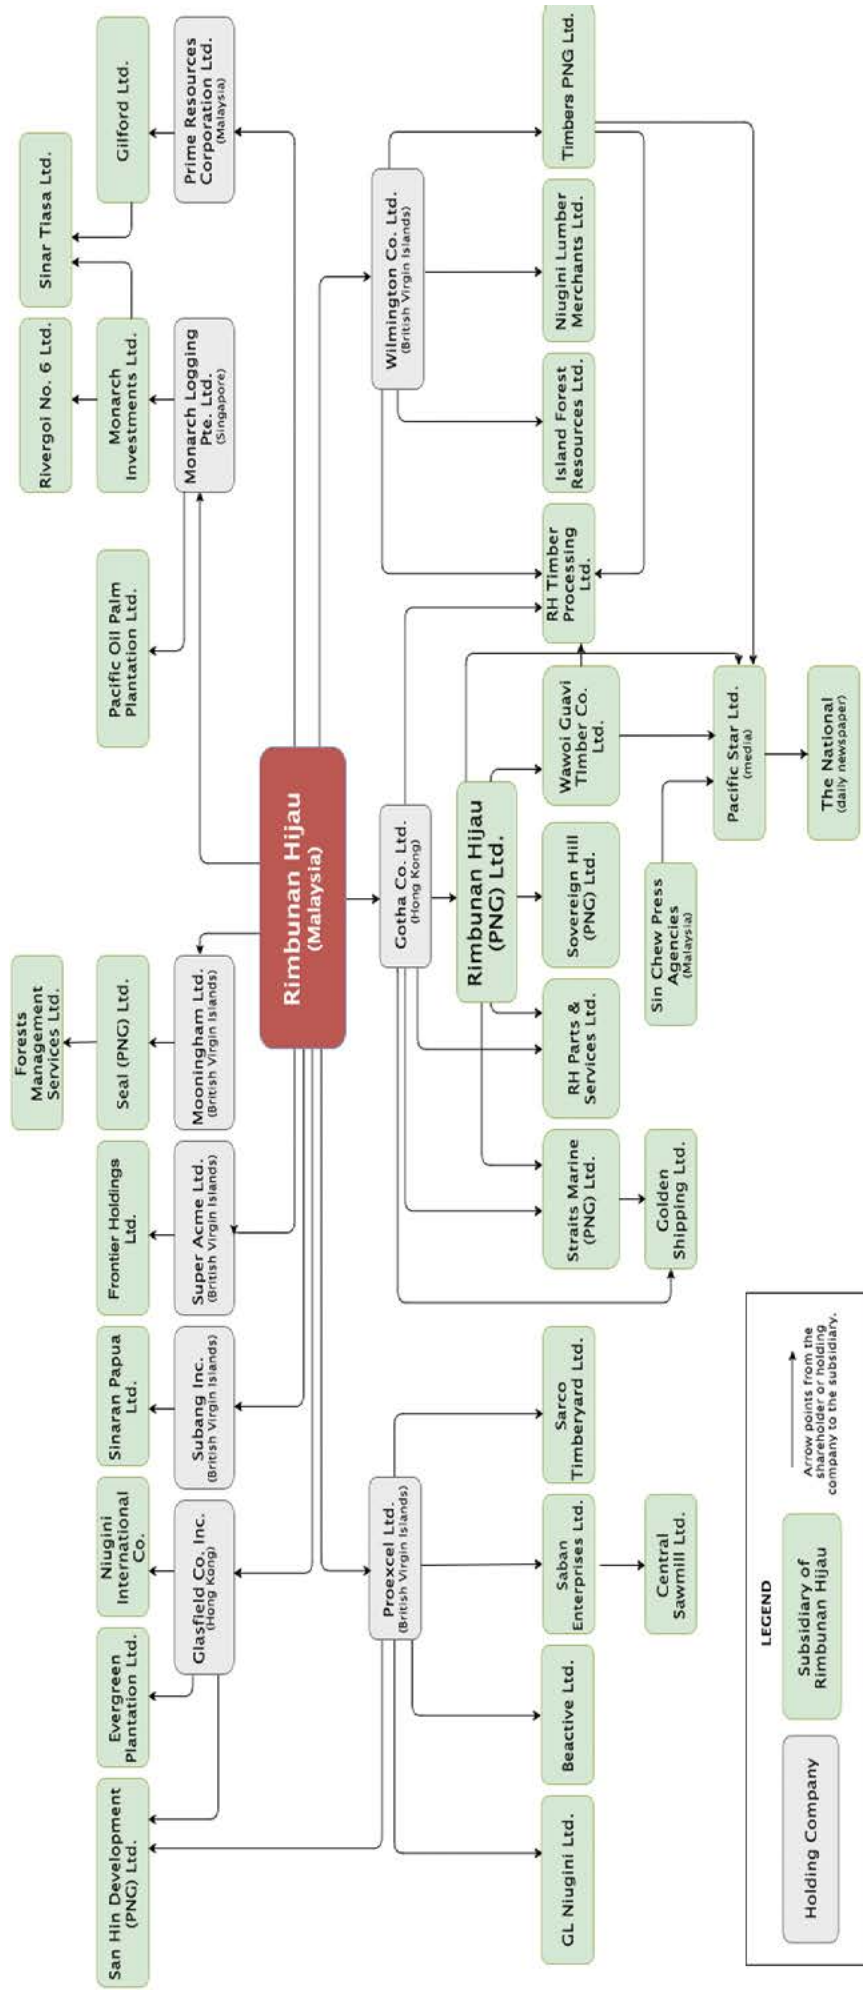 Forests
Management
Services Ltd.
Rivergoi No. 6 Ltd.
Sinar Tiasa Ltd.
San Hin Development
(PNG) Ltd.
Evergreen
Plantation Ltd.
Niugini
International
Co.
Sinaran Papua
Ltd.
Frontier Holdings
Ltd.
Seal (PNG) Ltd.
Pacific Oil Palm
Plantation Ltd.
Monarch
Investments Ltd.
Gilford Ltd.
Glasfield Co. Inc.
(Hong Kong)
Subang Inc.
(British Virgin Islands)
Super Acme Ltd.
(British Virgin Islands)
Mooningham Ltd.
(British Virgin Islands)
Monarch Logging
Pte. Ltd.
(Singapore)
Prime Resources
Corporation Ltd.
(Malaysia)
Rimbunan Hijau
(Malaysia)
Proexcel Ltd.
(British Virgin Islands)
Gotha Co. Ltd.
(Hong Kong)
Wilmington Co. Ltd.
(British Virgin Islands)
Rimbunan Hijau
(PNG) Ltd.
GL Niugini Ltd.
Beactive Ltd.
Saban
Enterprises Ltd.
Sarco
Timberyard Ltd.
Straits Marine
(PNG) Ltd.
RH Parts &
Services Ltd.
Sovereign Hill
(PNG) Ltd.
Wawoi Guavi
TImber Co.
Ltd.
RH Timber
Processing
Ltd.
Island Forest
Resources Ltd.
Niugini Lumber
Merchants Ltd.
Timbers PNG Ltd.
Central
Sawmill Ltd.
Golden
Shipping Ltd.
Sin Chew Press
Agencies
(Malaysia)
Pacific Star Ltd.
(media)
The National
(daily newspaper)
LEGEND
Holding Company
Subsidiary of
Rimbunan Hijau
Arrow points from the
shareholder or holding
company to the subsidiary.